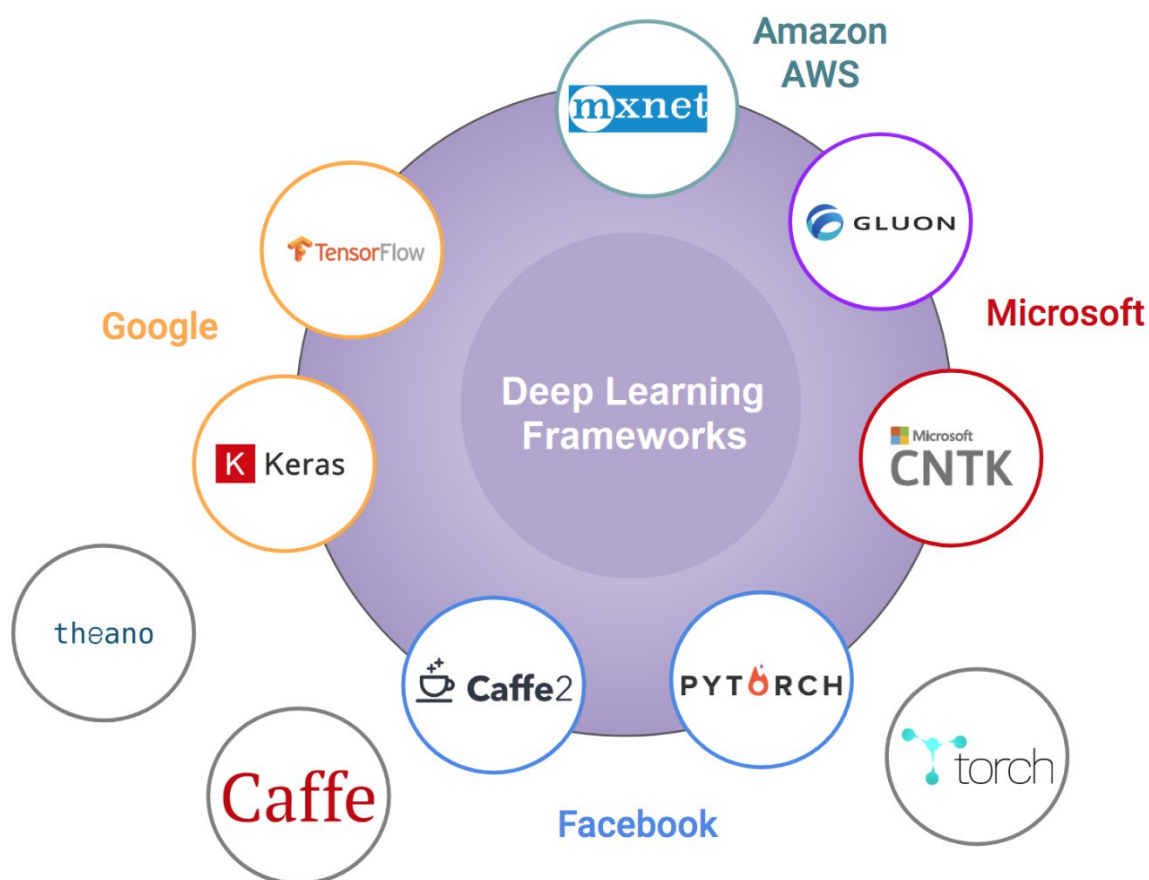 Amazon
AWS
mxnet
GLUON
TensorFlow
Google
Microsoft
Deep Learning
Frameworks
K Keras
Microsoft
CNTK
theano
Caffe2
PYTORCH
Caffe
torch
Facebook